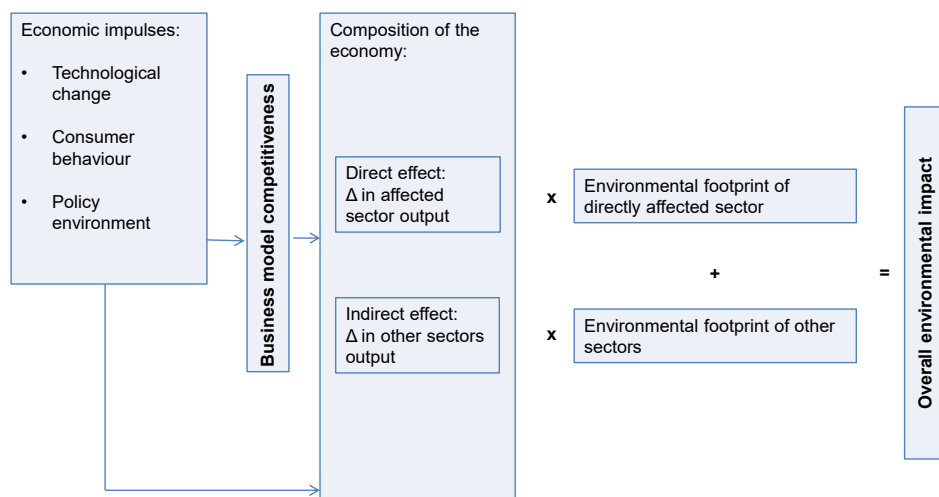 Economic impulses:
• Technological
change
• Consumer
behaviour
• Policy
environment
Business model competitiveness
Composition of the
economy:
Direct effect:
Δ in affected
sector output
x
Environmental footprint of
directly affected sector
+
=
Indirect effect:
Δ in other sectors
output
x
Environmental footprint of other
sectors
Overall environmental impact